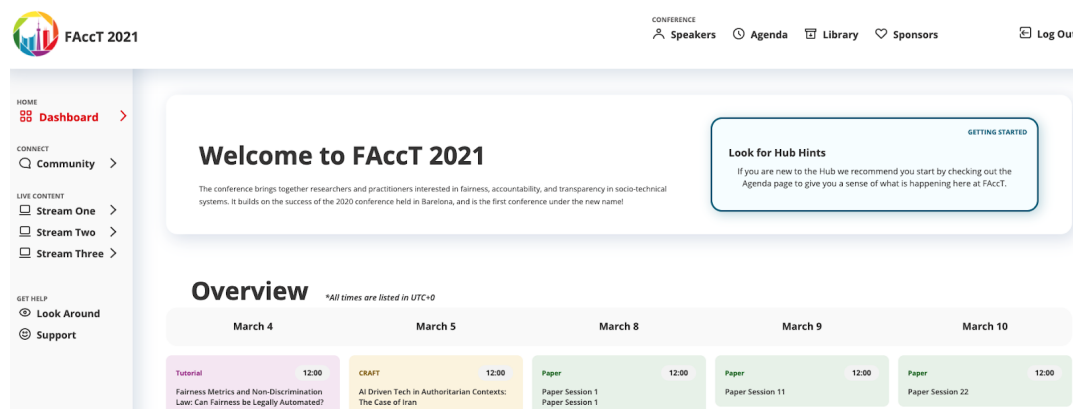 FAccT 2021
CONFERENCE
Speakers
Agenda
Library
Sponsors
Log Out
HOME
Dashboard
CONNECT
Community
LIVE CONTENT
Stream One
Stream Two
Stream Three
GET HELP
Look Around
Support
Welcome to FAccT 2021
The conference brings together researchers and practitioners interested in fairness, accountability, and transparency in socio-technical
systems. It builds on the success of the 2020 conference held in Barelona, and is the first conference under the new name!
GETTING STARTED
Look for Hub Hints
If you are new to the Hub we recommend you start by checking out the
Agenda page to give you a sense of what is happening here at FAccT.
Overview *All times are listed in UTC+0
March 4
March 5
March 8
March 9
March 10
Tutorial 12:00
Fairness Metrics and Non-Discrimination
Law: Can Fairness be Legally Automated?
CRAFT 12:00
AI Driven Tech in Authoritarian Contexts:
The Case of Iran
Paper 12:00
Paper Session 1
Paper Session 1
Paper 12:00
Paper Session 11
Paper 12:00
Paper Session 22